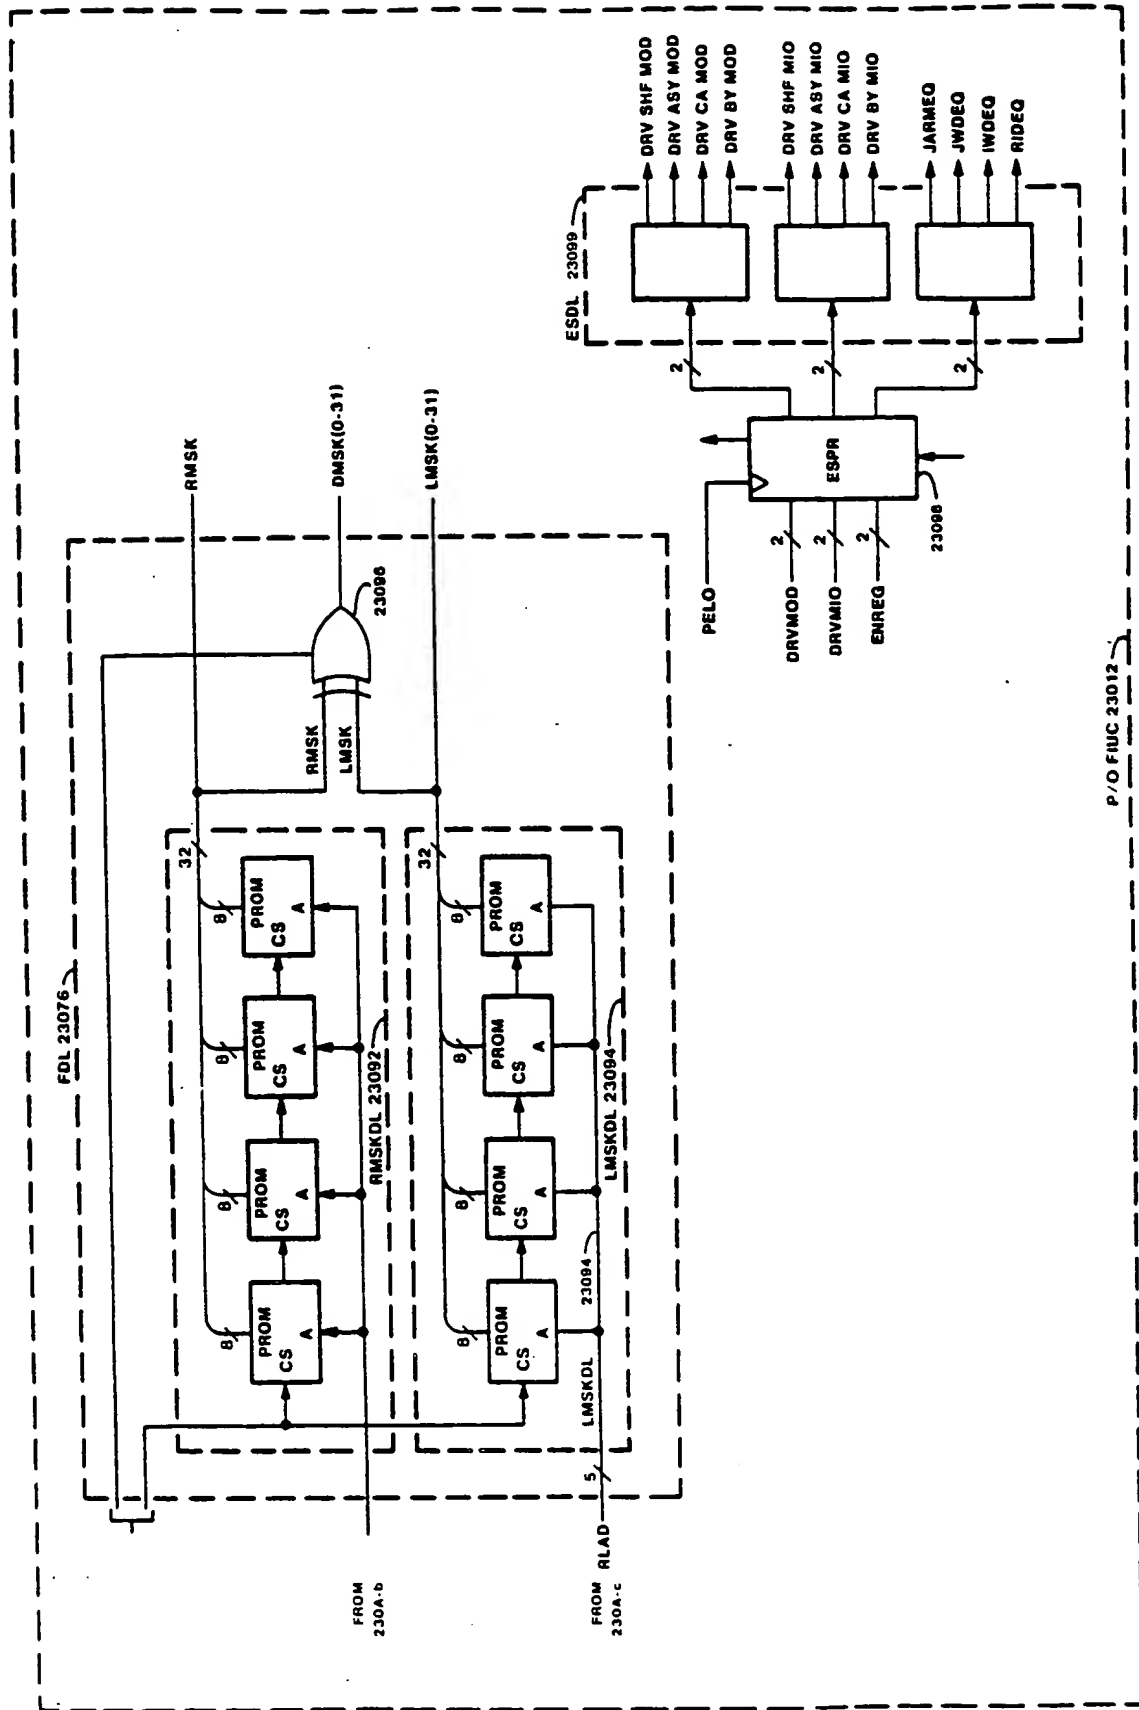 FDL 23076
RMSK
DMSK(0-31)
LMSK(0-31)
23096
RMSK
LMSK
32
8
8
8
8
PROM
CS
A
PROM
CS
A
PROM
CS
A
PROM
CS
A
RMSKDL 23092
32
8
8
8
8
PROM
CS
A
PROM
CS
A
PROM
CS
A
PROM
CS
A
LMSKDL 23094
23094
LMSKDL
5
FROM
230A-b
RLAD
FROM
230A-c
PELO
DRVMOD
2
DRVMIO
2
ENREG
2
ESPR
23098
2
2
2
ESDL 23099
DRV SHF MOD
DRV ASY MOD
DRV CA MOD
DRV BY MOD
DRV SHF MIO
DRV ASY MIO
DRV CA MIO
DRV BY MIO
JARMEQ
JWDEQ
IWDEQ
RIDEQ
P/O FIUC 23012